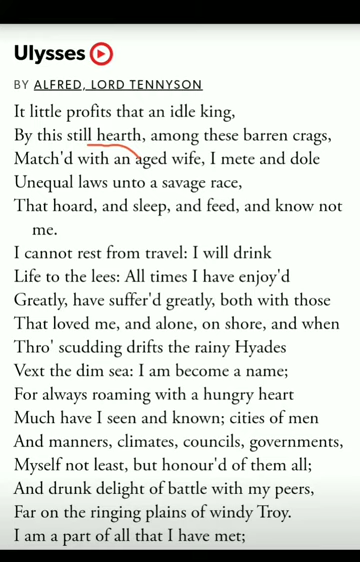 Ulysses
BY ALFRED, LORD TENNYSON
It little profits that an idle king,
By this still hearth, among these barren crags,
Match'd with an aged wife, I mete and dole
Unequal laws unto a savage race,
That hoard, and sleep, and feed, and know not
me.
I cannot rest from travel: I will drink
Life to the lees: All times I have enjoy'd
Greatly, have suffer'd greatly, both with those
That loved me, and alone, on shore, and when
Thro' scudding drifts the rainy Hyades
Vext the dim sea: I am become a name;
For always roaming with a hungry heart
Much have I seen and known; cities of men
And manners, climates, councils, governments,
Myself not least, but honour'd of them all;
And drunk delight of battle with my peers,
Far on the ringing plains of windy Troy.
I am a part of all that I have met;